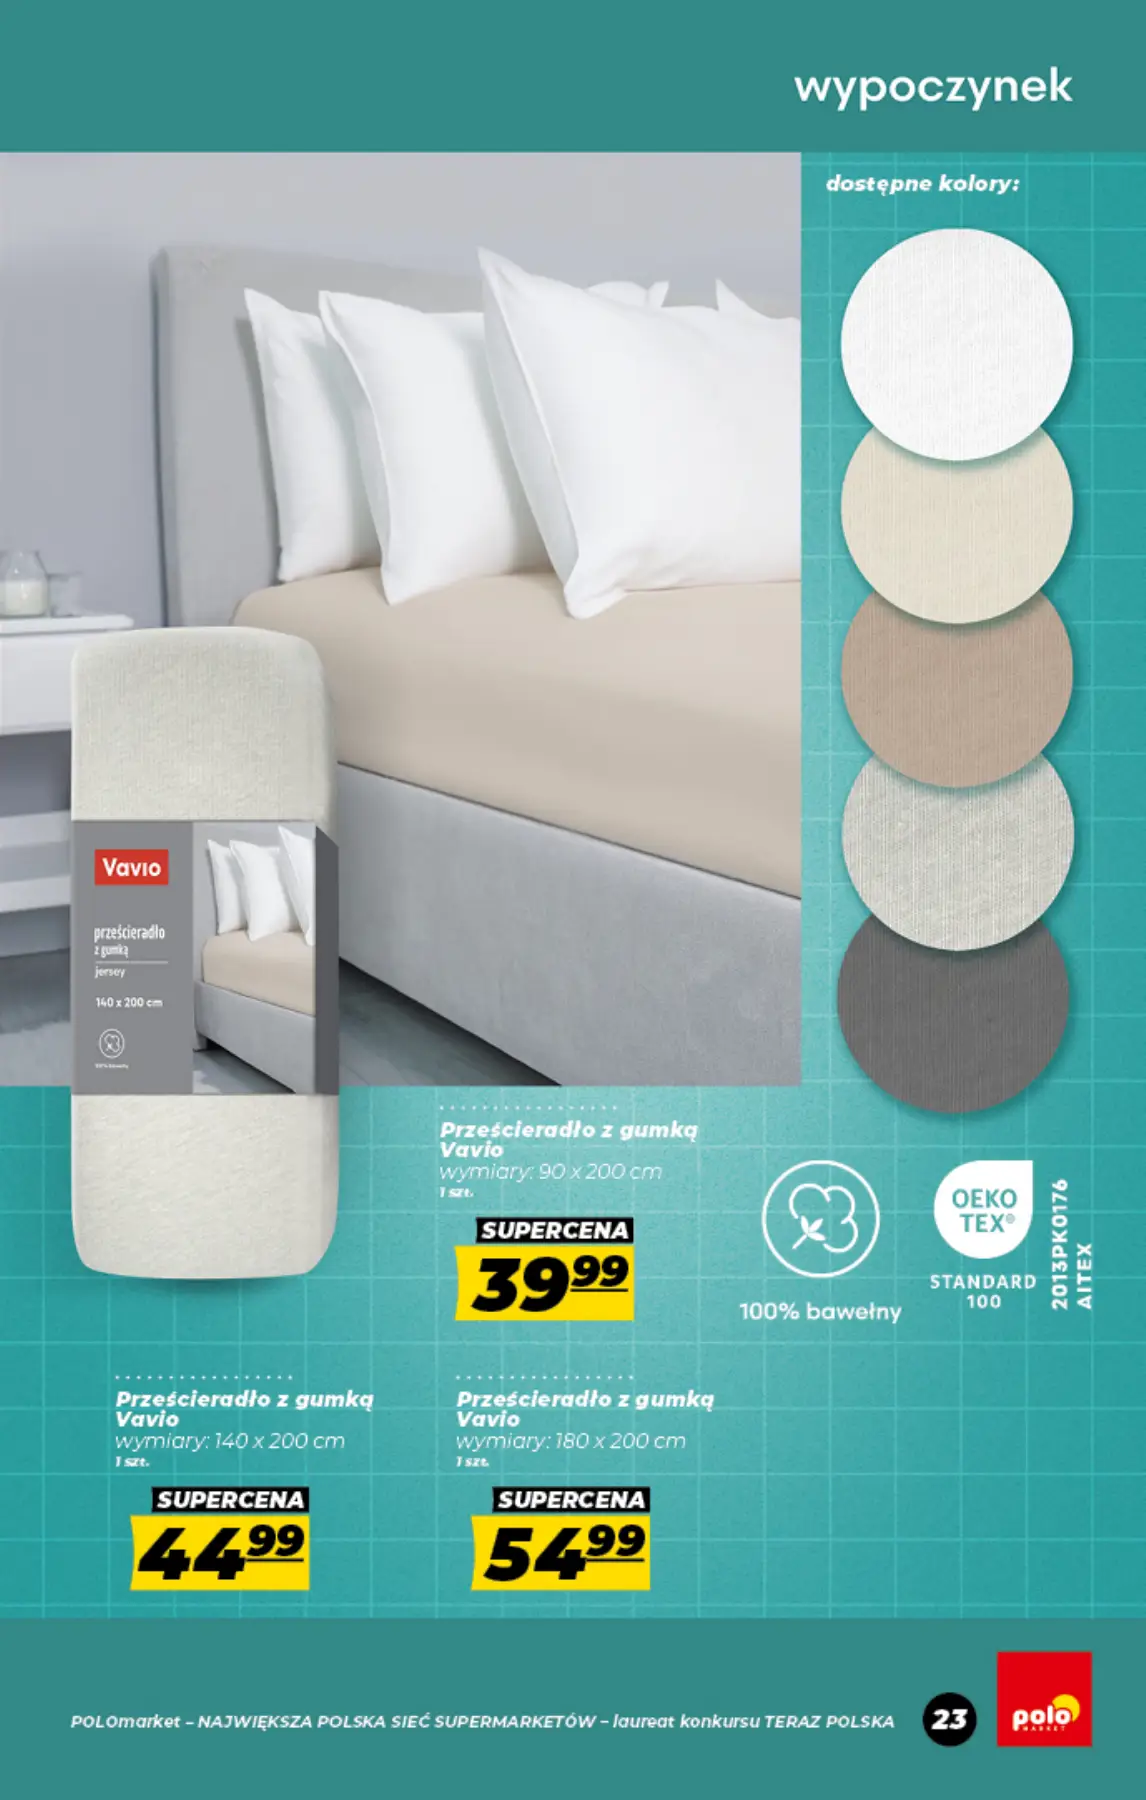 wypoczynek
dostępne kolory:
Vavio
prześcieradło
z gumką
jersey
140 x 200 cm
100% bawełny
Prześcieradło z gumką
Vavio
wymiary: 90 x 200 cm
1 szt.
SUPERCENA
39 99
100% bawełny
OEKO
TEX®
STANDARD
100
2013PK0176
AITEX
Prześcieradło z gumką
Vavio
wymiary: 140 x 200 cm
1 szt.
SUPERCENA
44 99
Prześcieradło z gumką
Vavio
wymiary: 180 x 200 cm
1 szt.
SUPERCENA
54 99
POLOmarket – NAJWIĘKSZA POLSKA SIEĆ SUPERMARKETÓW – laureat konkursu TERAZ POLSKA
23
polo
MARKET